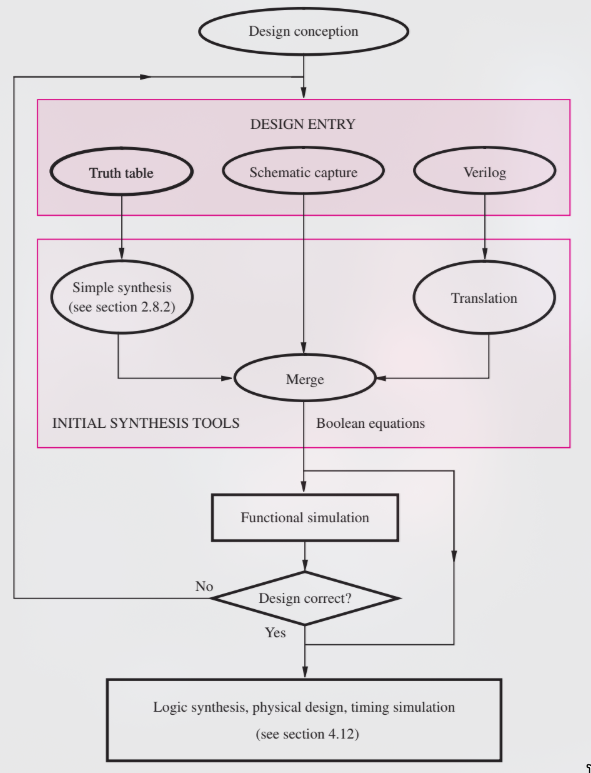 Design conception
DESIGN ENTRY
Truth table
Schematic capture
Verilog
Simple synthesis
(see section 2.8.2)
Translation
Merge
INITIAL SYNTHESIS TOOLS
Boolean equations
Functional simulation
No
Design correct?
Yes
Logic synthesis, physical design, timing simulation
(see section 4.12)